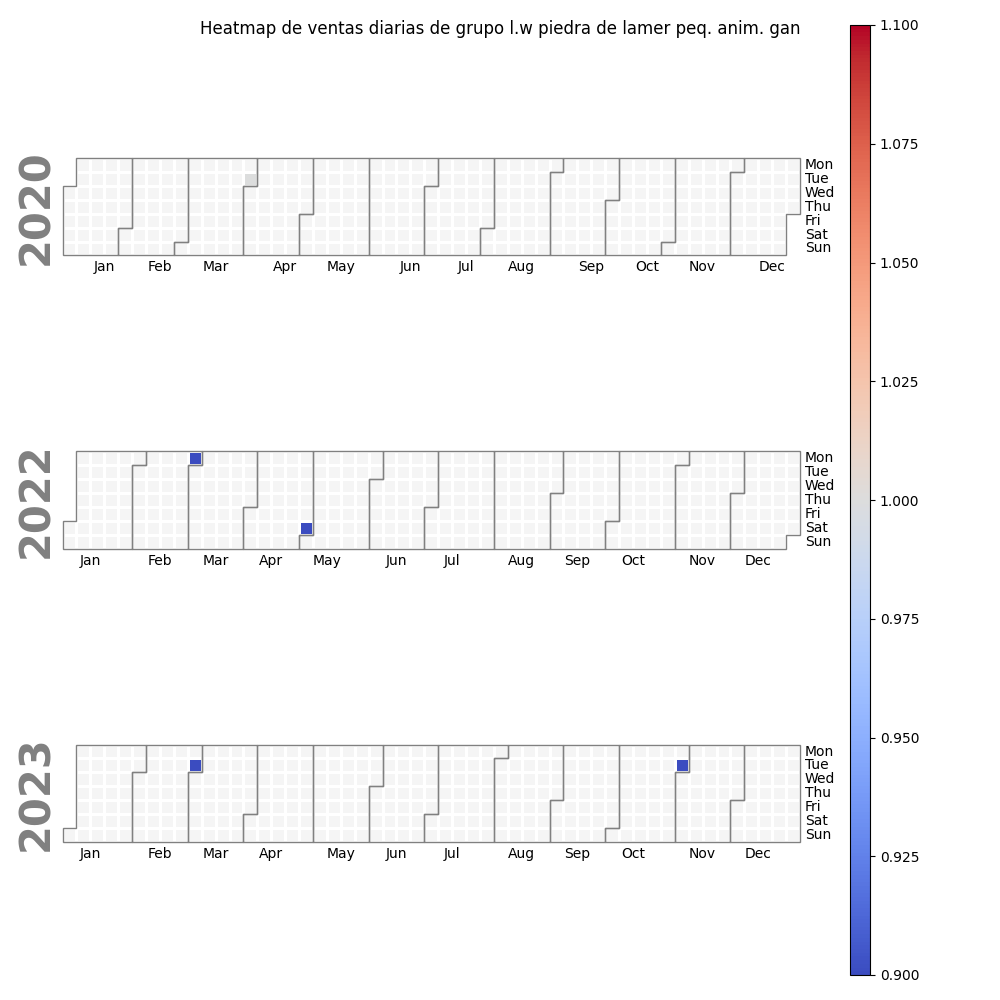 Heatmap de ventas diarias de grupo l.w piedra de lamer peq. anim. gan
2020
Mon
Tue
Wed
Thu
Fri
Sat
Sun
Jan Feb Mar Apr May Jun Jul Aug Sep Oct Nov Dec
2022
Mon
Tue
Wed
Thu
Fri
Sat
Sun
Jan Feb Mar Apr May Jun Jul Aug Sep Oct Nov Dec
2023
Mon
Tue
Wed
Thu
Fri
Sat
Sun
Jan Feb Mar Apr May Jun Jul Aug Sep Oct Nov Dec
1.100
1.075
1.050
1.025
1.000
0.975
0.950
0.925
0.900